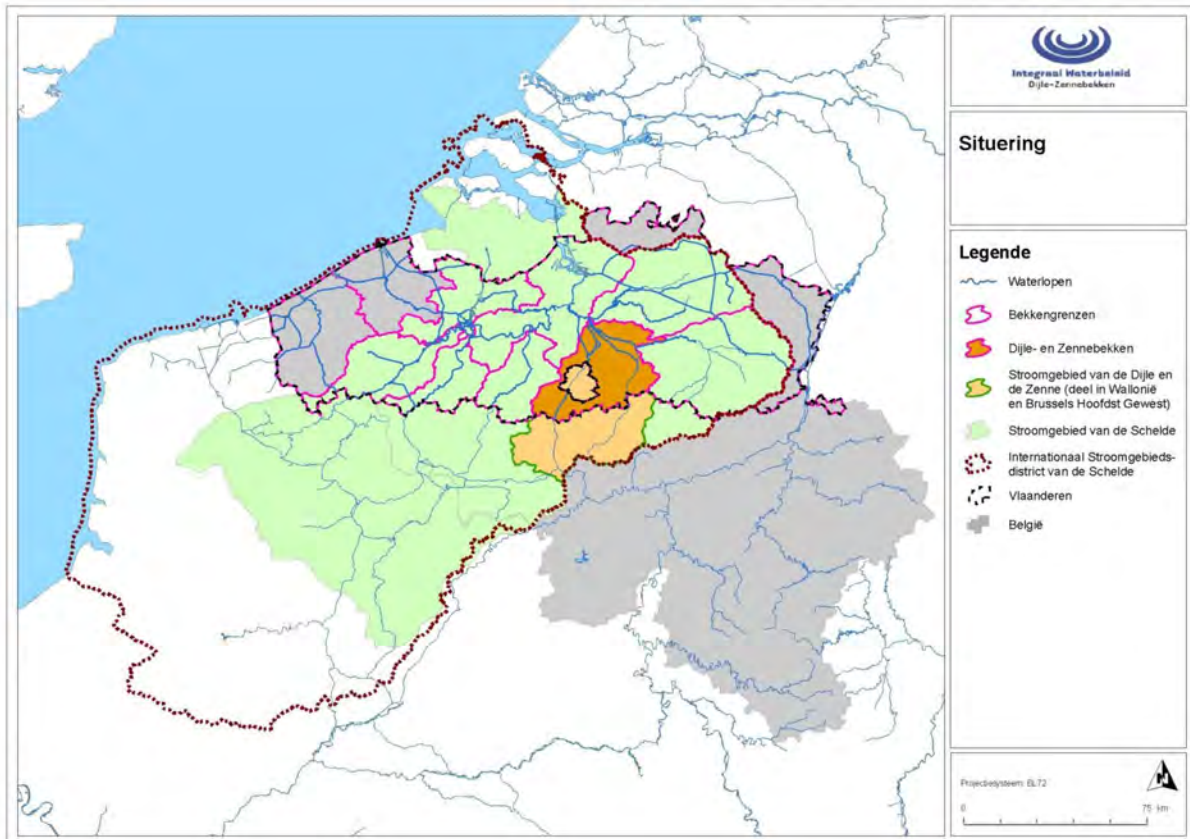 Integraal Waterbeleid
Dijle-Zennebekken
Situering
Legende
Waterlopen
Bekkengrenzen
Dijle- en Zennebekken
Stroomgebied van de Dijle en
de Zenne (deel in Wallonië
en Brussels Hoofdst Gewest)
Stroomgebied van de Schelde
Internationaal Stroomgebieds-
district van de Schelde
Vlaanderen
België
Projectiesysteem: BL72
0 75 km